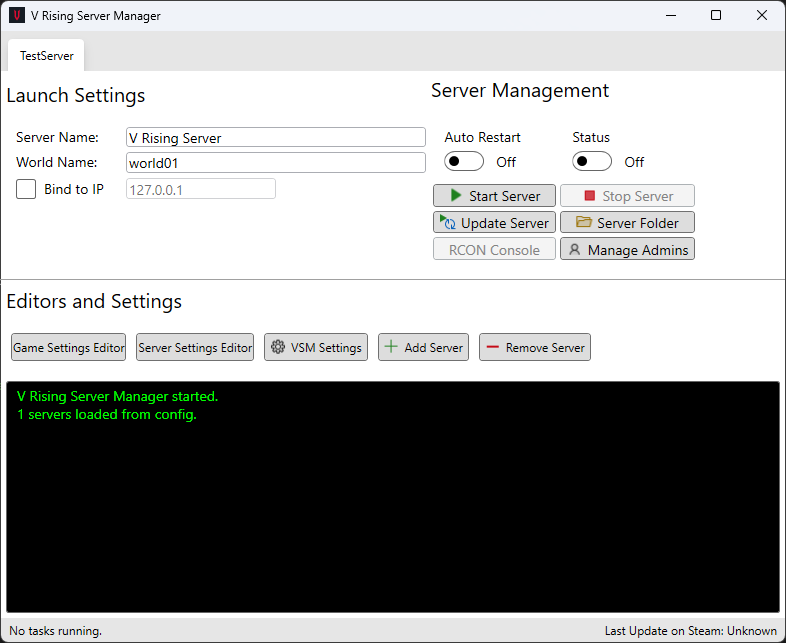 V Rising Server Manager
TestServer
Launch Settings
Server Name:
V Rising Server
World Name:
world01
Bind to IP
127.0.0.1
Server Management
Auto Restart
Status
Off
Off
Start Server
Stop Server
Update Server
Server Folder
RCON Console
Manage Admins
Editors and Settings
Game Settings Editor
Server Settings Editor
VSM Settings
Add Server
Remove Server
V Rising Server Manager started.
1 servers loaded from config.
No tasks running.
Last Update on Steam: Unknown